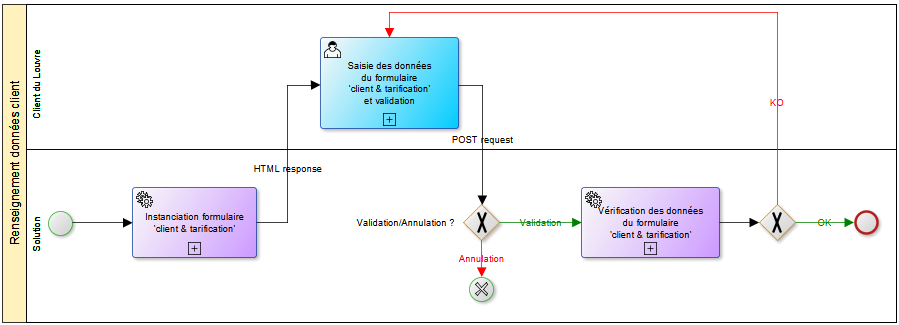 Renseignement données client
Client du Louvre
Saisie des données
du formulaire
'client & tarification'
et validation
KO
POST request
HTML response
Solution
Instanciation formulaire
'client & tarification'
Validation/Annulation ?
Validation
Vérification des données
du formulaire
'client & tarification'
OK
Annulation